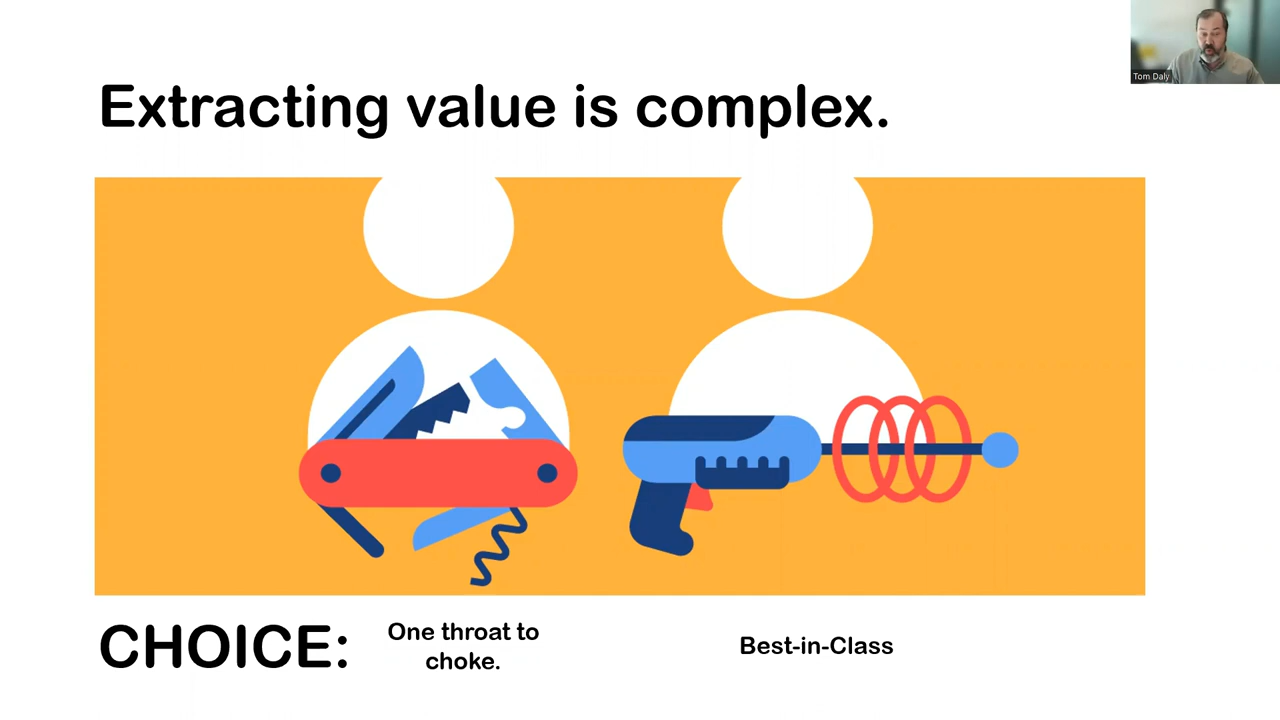 Tom Daly
Extracting value is complex.
CHOICE:
One throat to
choke.
Best-in-Class